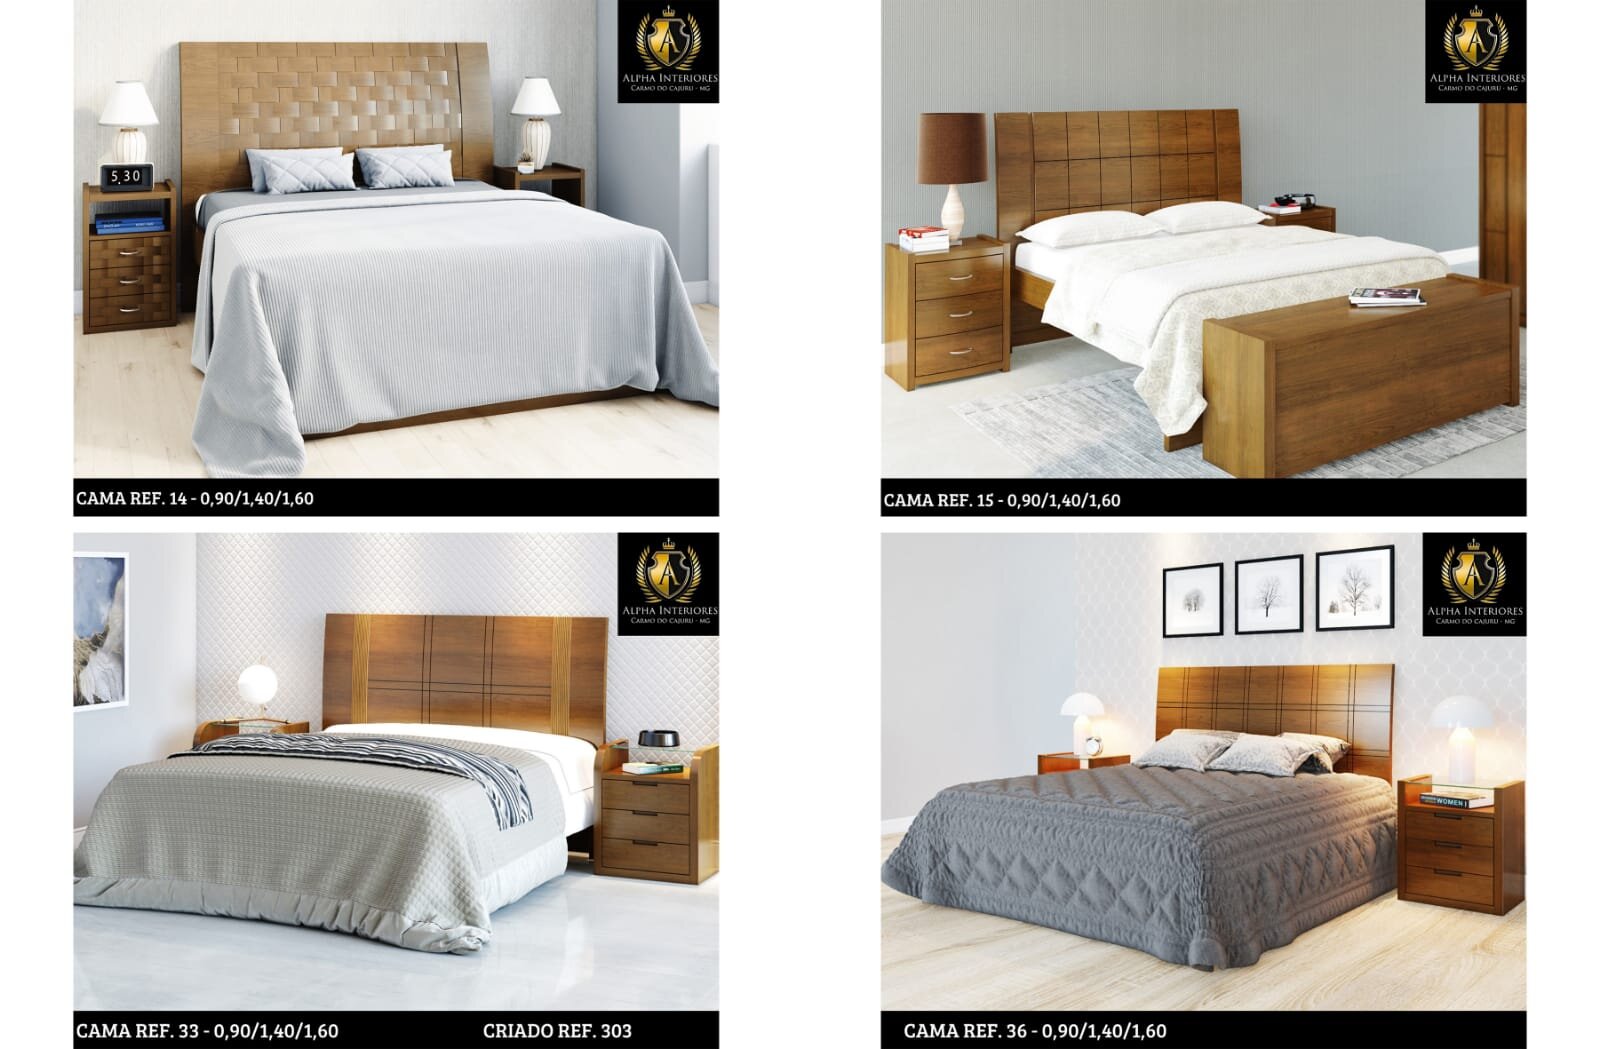 ALPHA INTERIORES
CARMO DO CAJURU - MG
5.30
CAMA REF. 14 - 0,90/1,40/1,60
ALPHA INTERIORES
CARMO DO CAJURU - MG
CAMA REF. 15 - 0,90/1,40/1,60
ALPHA INTERIORES
CARMO DO CAJURU - MG
CAMA REF. 33 - 0,90/1,40/1,60 CRIADO REF. 303
ALPHA INTERIORES
CARMO DO CAJURU - MG
WOMEN
CAMA REF. 36 - 0,90/1,40/1,60